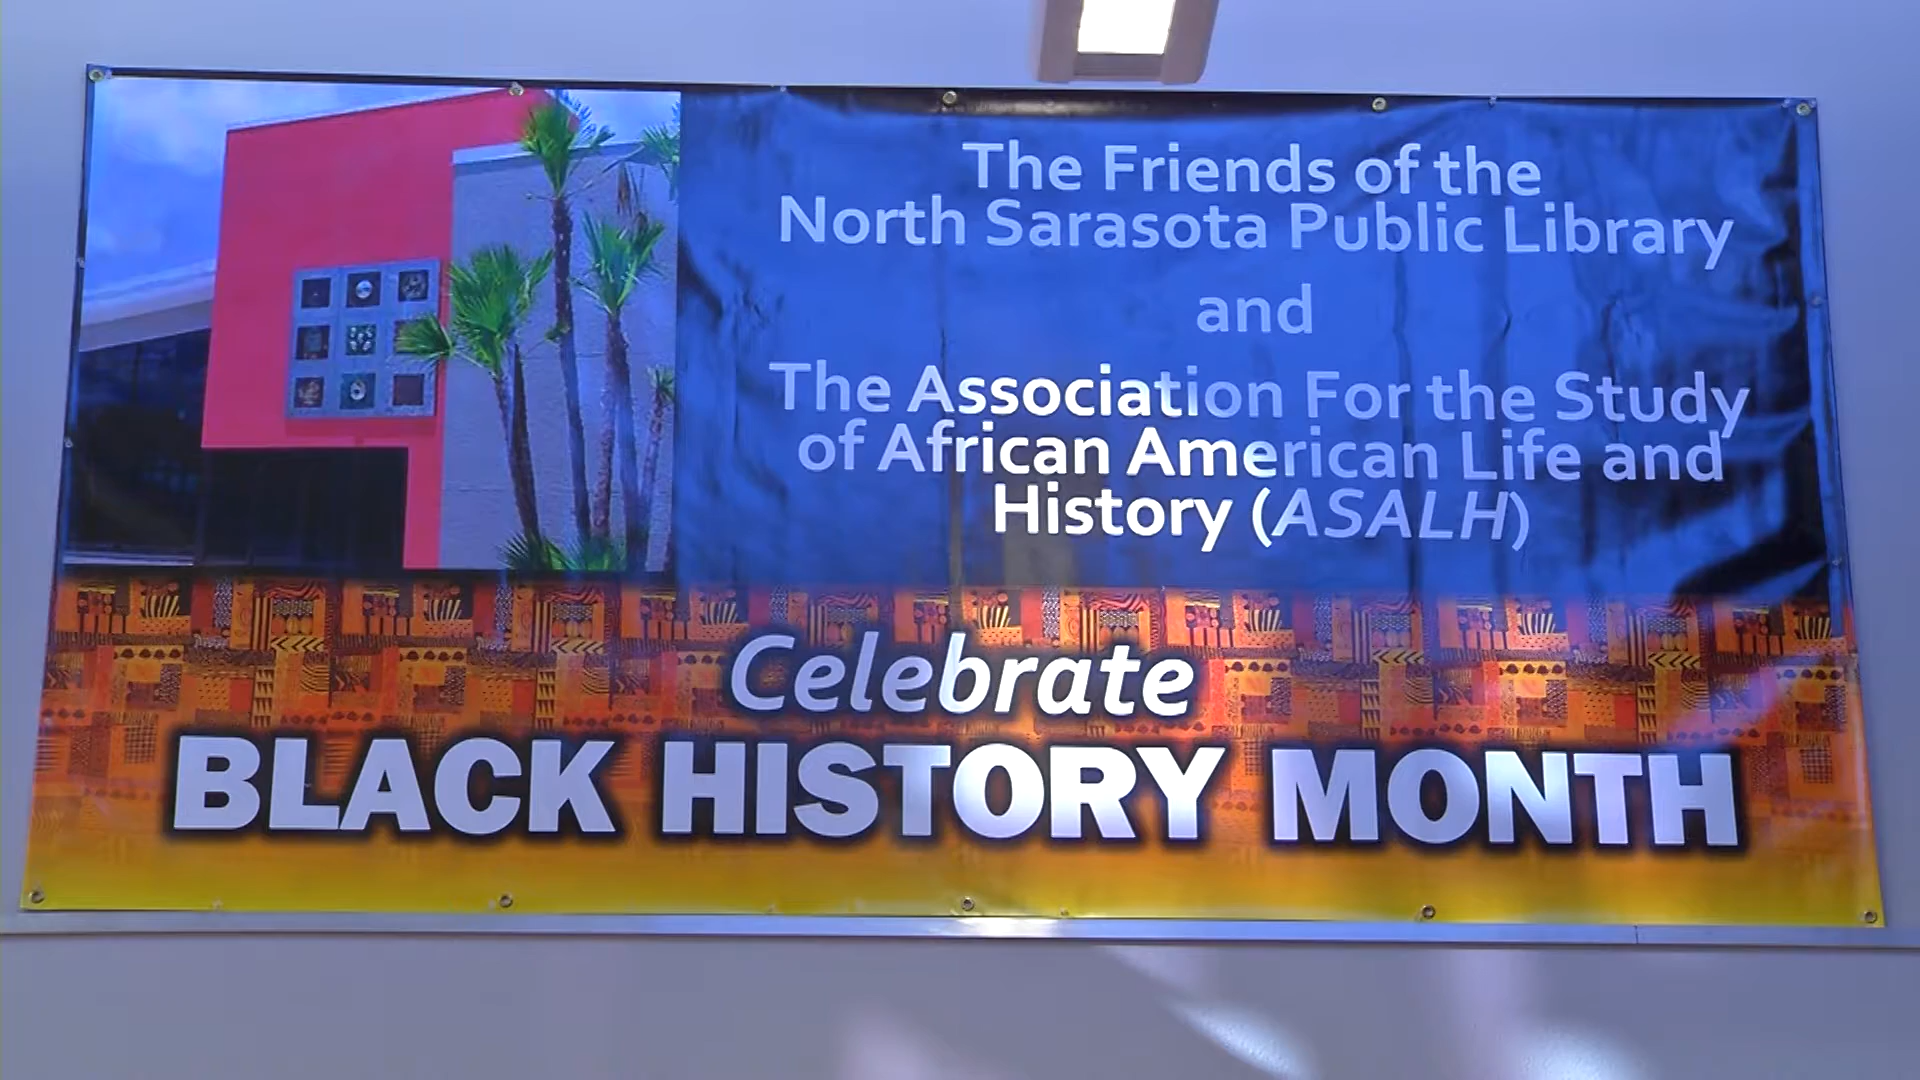 The Friends of the
North Sarasota Public Library
and
The Association For the Study
of African American Life and
History (ASALH)
Celebrate
BLACK HISTORY MONTH